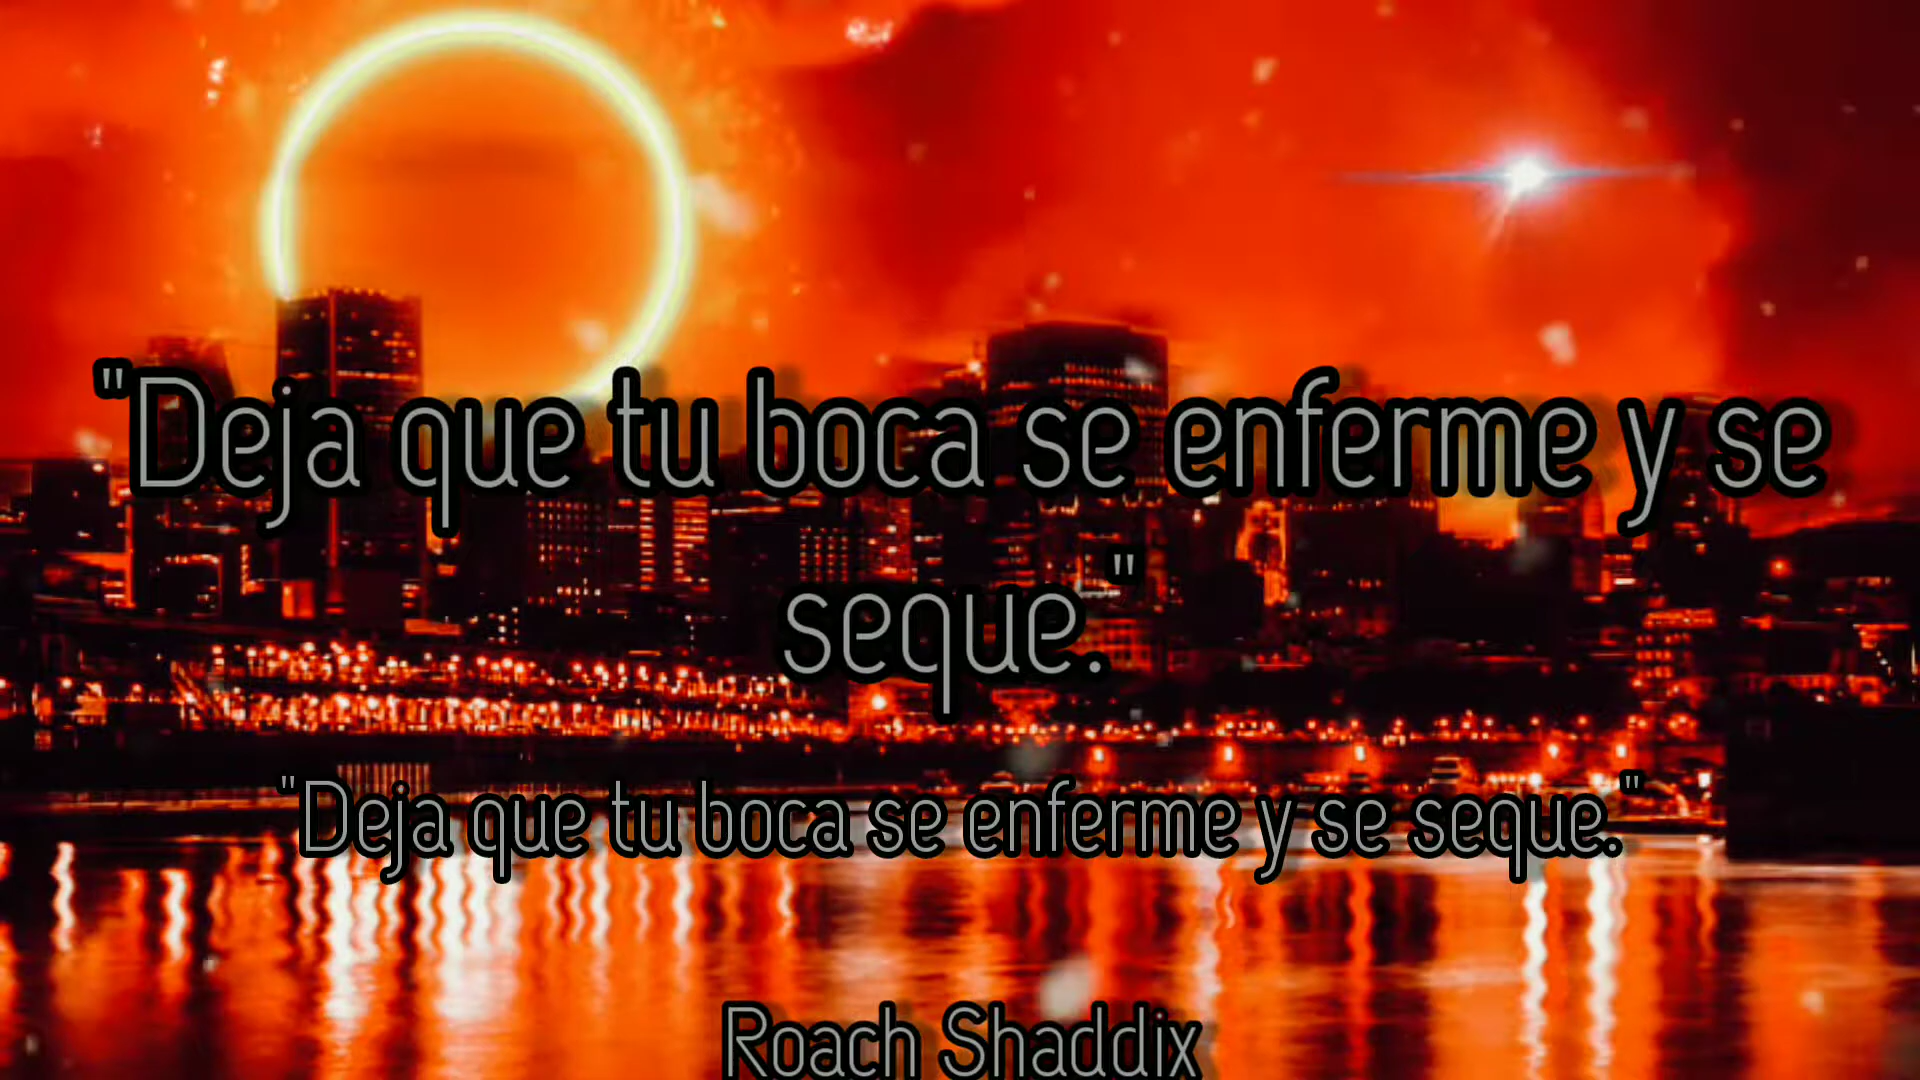 "Deja que tu boca se enferme y se
seque."
"Deja que tu boca se enferme y se seque."
Roach Shaddix